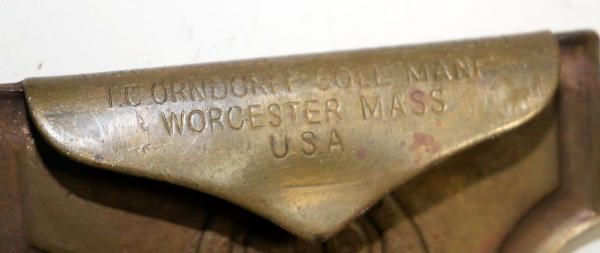 I.C ORNDORFF SOLE MANF
WORCESTER MASS
U.S.A.